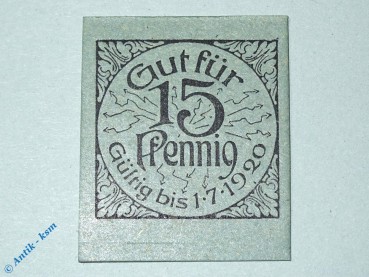 Gut für
15
Pfennig
Gültig bis 1·7·1920
© Antik - ksm